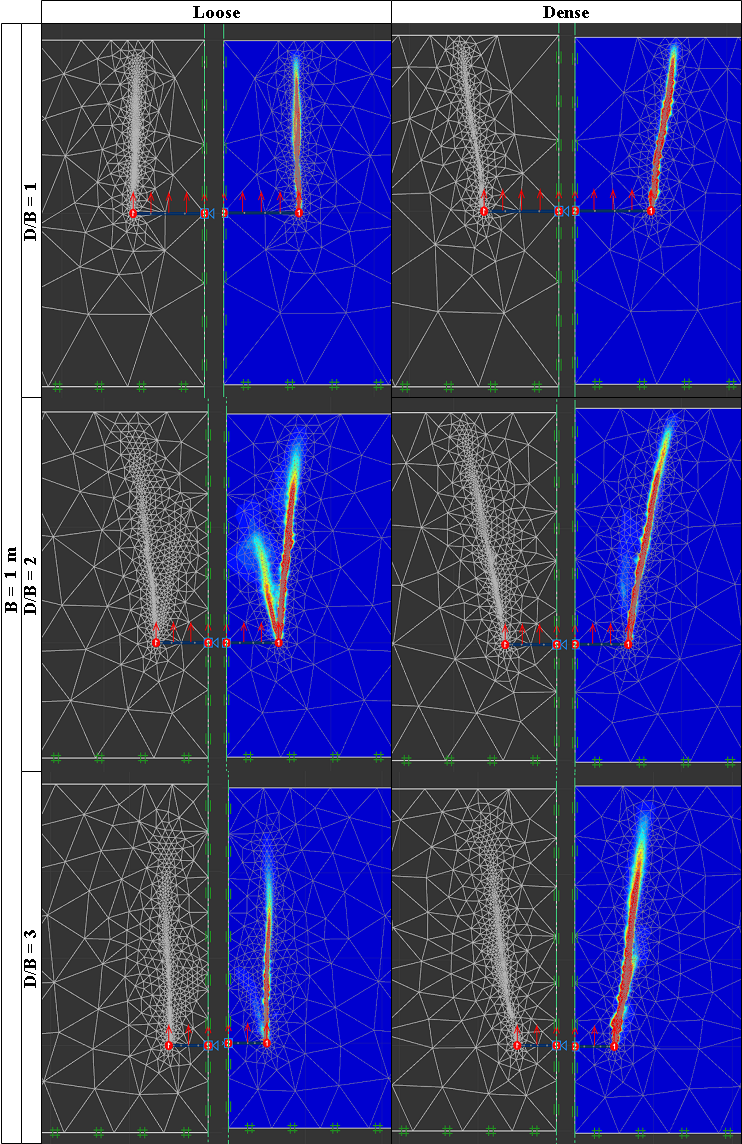 Loose
Dense
B = 1 m
D/B = 1
D/B = 2
D/B = 3